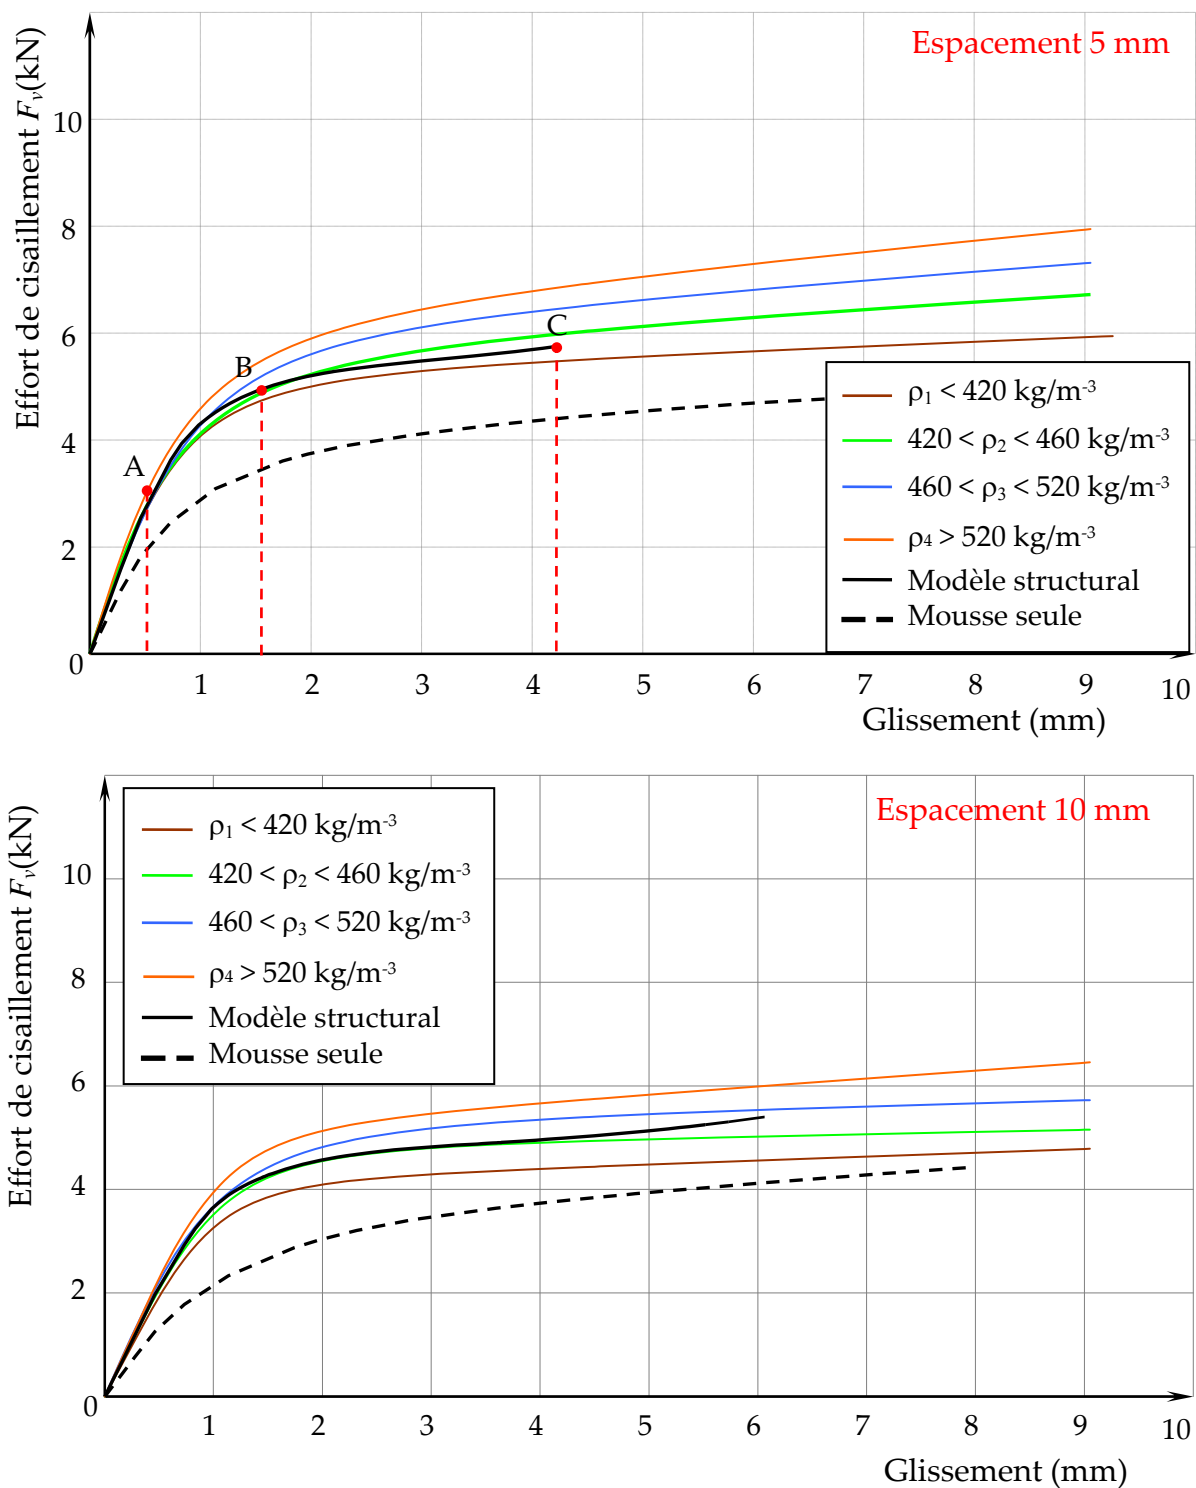 Espacement 5 mm
Effort de cisaillement Fv(kN)
10
8
6
4
2
0
A
B
C
ρ1 < 420 kg/m-3
420 < ρ2 < 460 kg/m-3
460 < ρ3 < 520 kg/m-3
ρ4 > 520 kg/m-3
Modèle structural
Mousse seule
1 2 3 4 5 6 7 8 9 10
Glissement (mm)
Espacement 10 mm
Effort de cisaillement Fv(kN)
10
8
6
4
2
0
ρ1 < 420 kg/m-3
420 < ρ2 < 460 kg/m-3
460 < ρ3 < 520 kg/m-3
ρ4 > 520 kg/m-3
Modèle structural
Mousse seule
1 2 3 4 5 6 7 8 9 10
Glissement (mm)